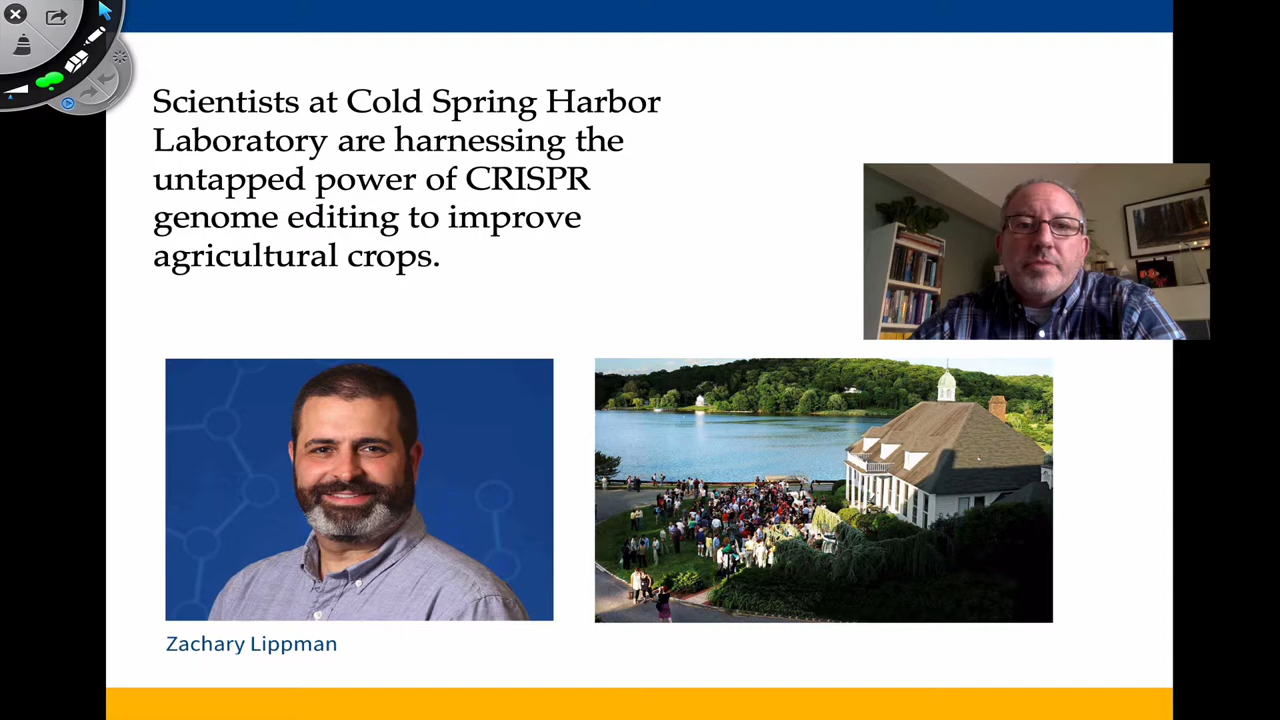 Scientists at Cold Spring Harbor
Laboratory are harnessing the
untapped power of CRISPR
genome editing to improve
agricultural crops.
Zachary Lippman